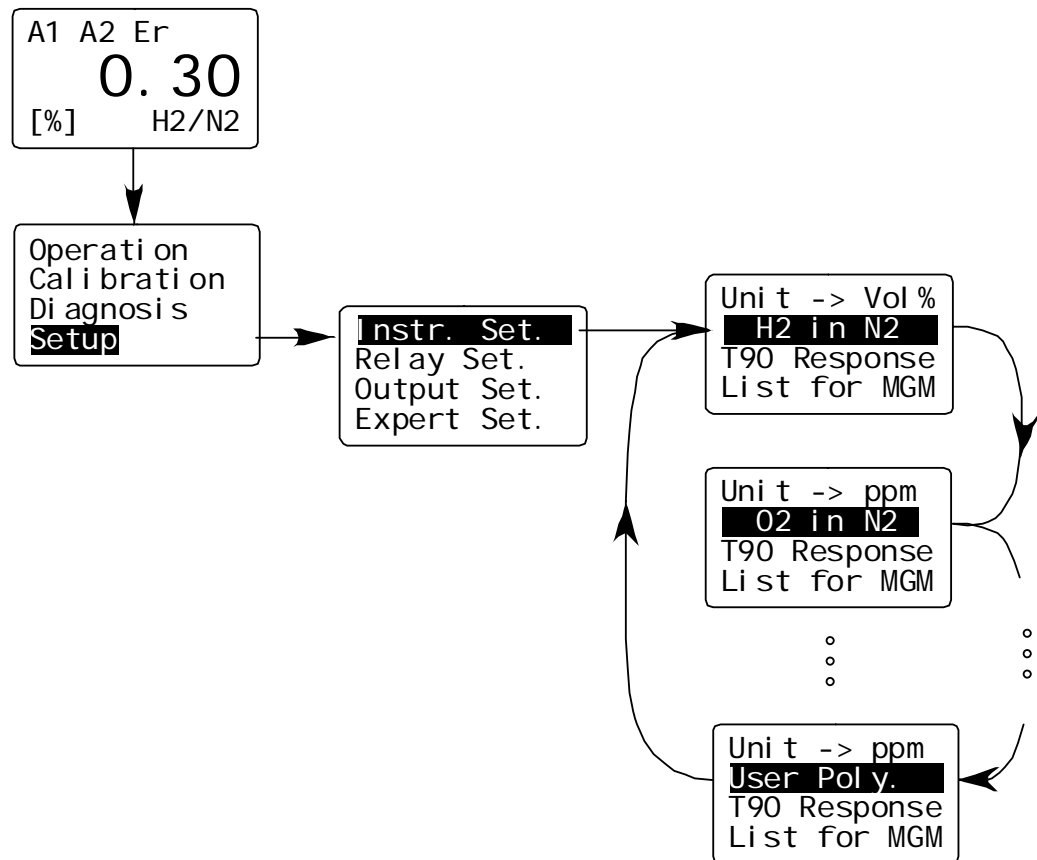 A1 A2 Er
0.30
[%] H2/N2
Operation
Calibration
Diagnosis
Setup
Instr. Set.
Relay Set.
Output Set.
Expert Set.
Unit -> Vol%
H2 in N2
T90 Response
List for MGM
Unit -> ppm
O2 in N2
T90 Response
List for MGM
Unit -> ppm
User Poly.
T90 Response
List for MGM